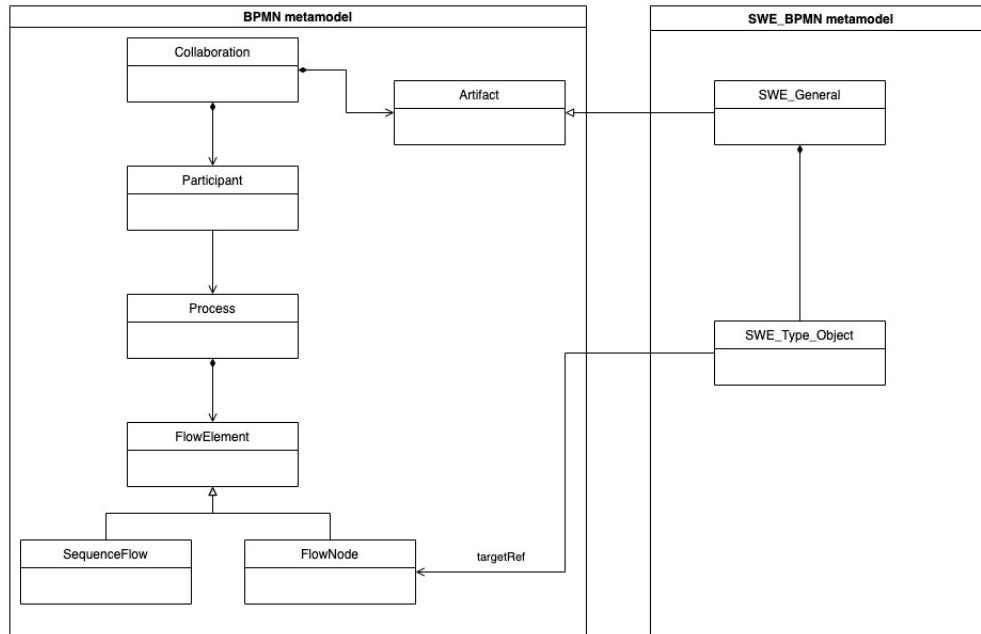 BPMN metamodel
SWE_BPMN metamodel
Collaboration
Artifact
SWE_General
Participant
Process
SWE_Type_Object
FlowElement
SequenceFlow
FlowNode
targetRef